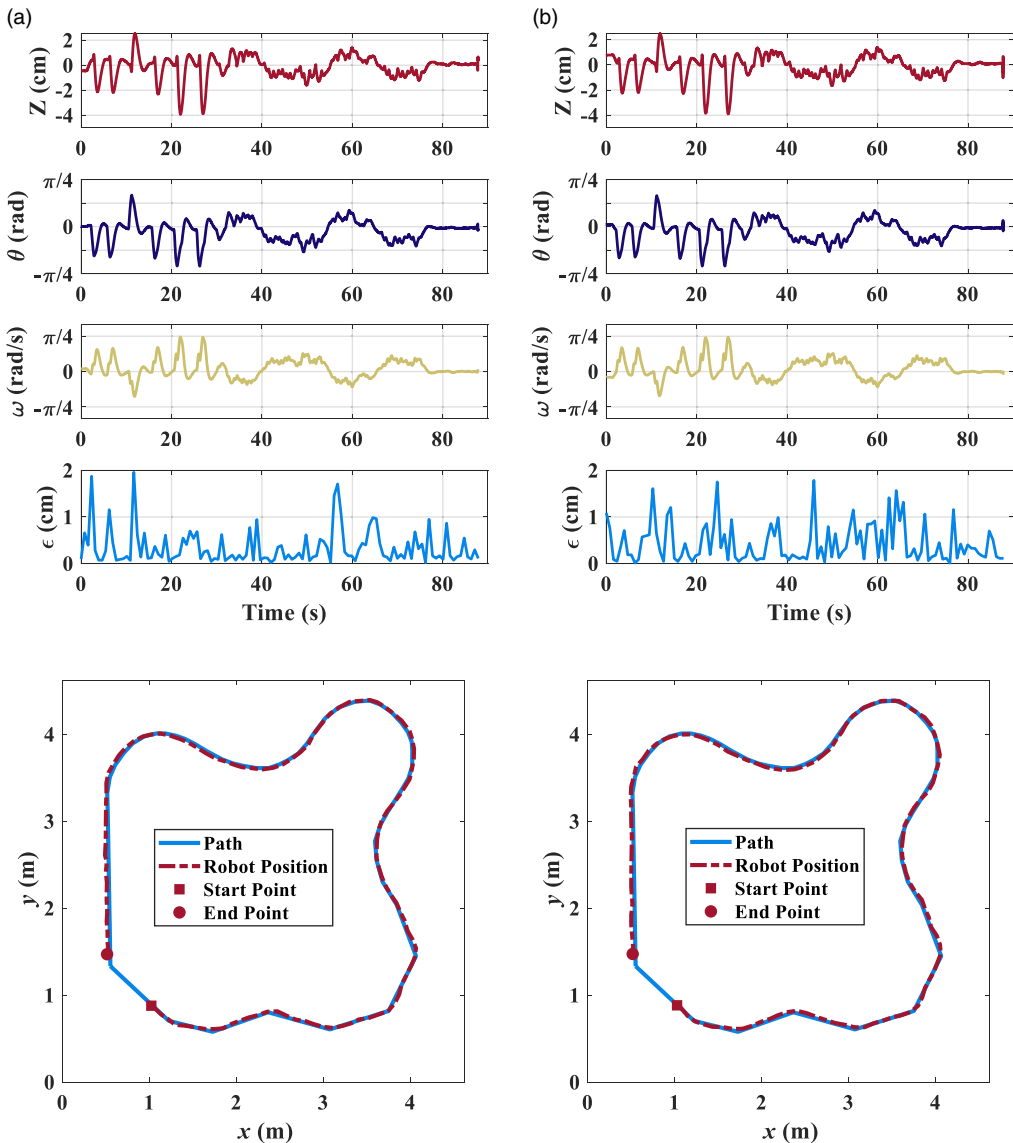 (a)
(b)
2
0
-2
-4
Z (cm)
0 20 40 60 80
2
0
-2
-4
Z (cm)
0 20 40 60 80
π/4
0
-π/4
θ (rad)
0 20 40 60 80
π/4
0
-π/4
θ (rad)
0 20 40 60 80
π/4
0
-π/4
ω (rad/s)
0 20 40 60 80
π/4
0
-π/4
ω (rad/s)
0 20 40 60 80
2
1
0
ϵ (cm)
0 20 40 60 80
Time (s)
2
1
0
ϵ (cm)
0 20 40 60 80
Time (s)
4
3
2
1
0
y (m)
Path
Robot Position
Start Point
End Point
0 1 2 3 4
x (m)
4
3
2
1
0
y (m)
Path
Robot Position
Start Point
End Point
0 1 2 3 4
x (m)